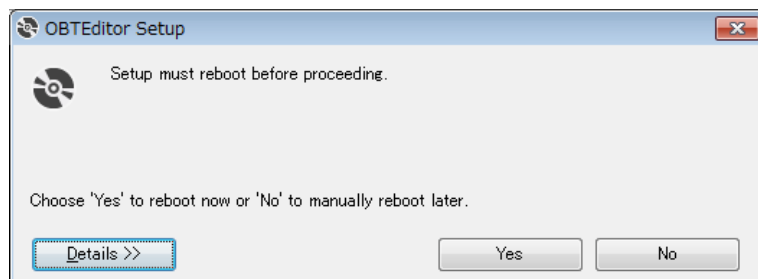 OBTEditor Setup
Setup must reboot before proceeding.
Choose 'Yes' to reboot now or 'No' to manually reboot later.
Details >>
Yes
No